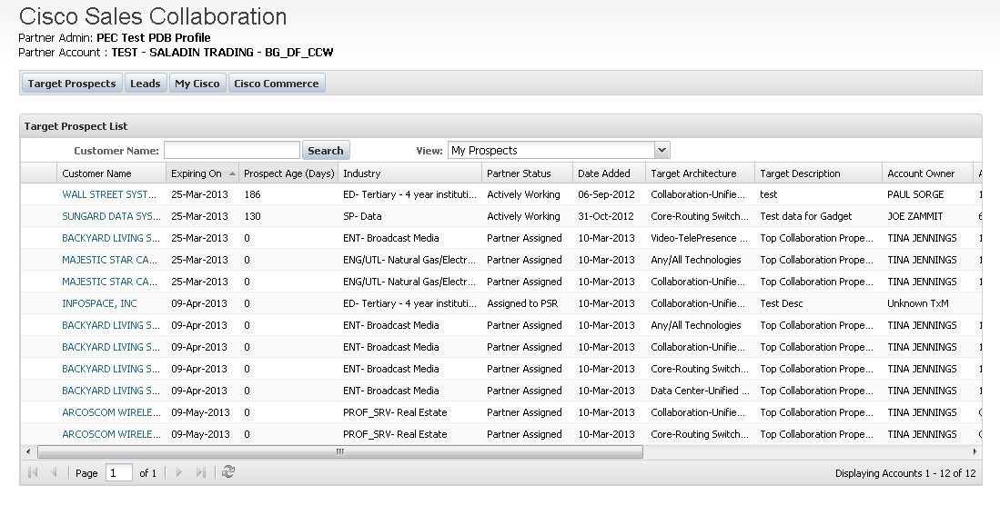 Cisco Sales Collaboration
Partner Admin: PEC Test PDB Profile
Partner Account : TEST - SALADIN TRADING - BG_DF_CCW
Target Prospects Leads My Cisco Cisco Commerce
Target Prospect List
Customer Name: Search View: My Prospects
Customer Name Expiring On Prospect Age (Days) Industry Partner Status Date Added Target Architecture Target Description Account Owner A
WALL STREET SYST... 25-Mar-2013 186 ED- Tertiary - 4 year instituti... Actively Working 06-Sep-2012 Collaboration-Unifie... test PAUL SORGE 1
SUNGARD DATA SYS... 25-Mar-2013 130 SP- Data Actively Working 31-Oct-2012 Core-Routing Switch... Test data for Gadget JOE ZAMMIT 6
BACKYARD LIVING S... 25-Mar-2013 0 ENT- Broadcast Media Partner Assigned 10-Mar-2013 Video-TelePresence ... Top Collaboration Prope... TINA JENNINGS 1
MAJESTIC STAR CA... 25-Mar-2013 0 ENG/UTL- Natural Gas/Electr... Partner Assigned 10-Mar-2013 Any/All Technologies Top Collaboration Prope... TINA JENNINGS 1
MAJESTIC STAR CA... 25-Mar-2013 0 ENG/UTL- Natural Gas/Electr... Partner Assigned 10-Mar-2013 Collaboration-Unifie... Top Collaboration Prope... TINA JENNINGS 1
INFOSPACE, INC 09-Apr-2013 0 ED- Tertiary - 4 year instituti... Assigned to PSR 10-Mar-2013 Collaboration-Unifie... Test Desc Unknown TxM
BACKYARD LIVING S... 09-Apr-2013 0 ENT- Broadcast Media Partner Assigned 10-Mar-2013 Any/All Technologies Top Collaboration Prope... TINA JENNINGS 1
BACKYARD LIVING S... 09-Apr-2013 0 ENT- Broadcast Media Partner Assigned 10-Mar-2013 Collaboration-Unifie... Top Collaboration Prope... TINA JENNINGS 1
BACKYARD LIVING S... 09-Apr-2013 0 ENT- Broadcast Media Partner Assigned 10-Mar-2013 Core-Routing Switch... Top Collaboration Prope... TINA JENNINGS 1
BACKYARD LIVING S... 09-Apr-2013 0 ENT- Broadcast Media Partner Assigned 10-Mar-2013 Data Center-Unified ... Top Collaboration Prope... TINA JENNINGS 1
ARCOSCOM WIRELE... 09-May-2013 0 PROF_SRV- Real Estate Partner Assigned 10-Mar-2013 Collaboration-Unifie... Top Collaboration Prope... TINA JENNINGS
ARCOSCOM WIRELE... 09-May-2013 0 PROF_SRV- Real Estate Partner Assigned 10-Mar-2013 Core-Routing Switch... Top Collaboration Prope... TINA JENNINGS
Page 1 of 1 Displaying Accounts 1 - 12 of 12